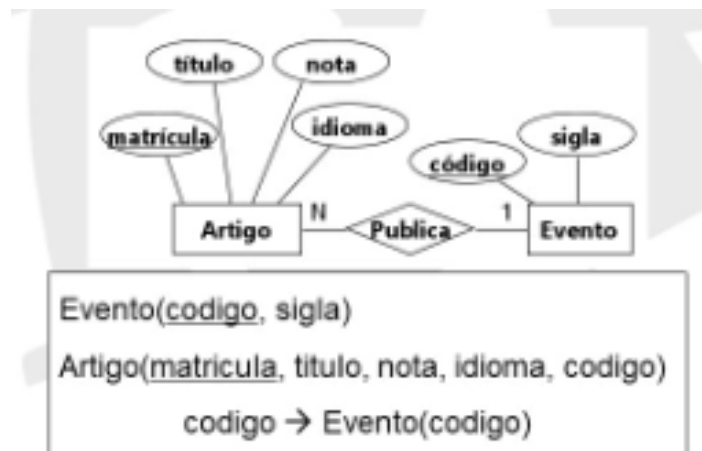 título nota
matrícula idioma sigla
código
Artigo N Publica 1 Evento
Evento(codigo, sigla)
Artigo(matricula, titulo, nota, idioma, codigo)
codigo → Evento(codigo)